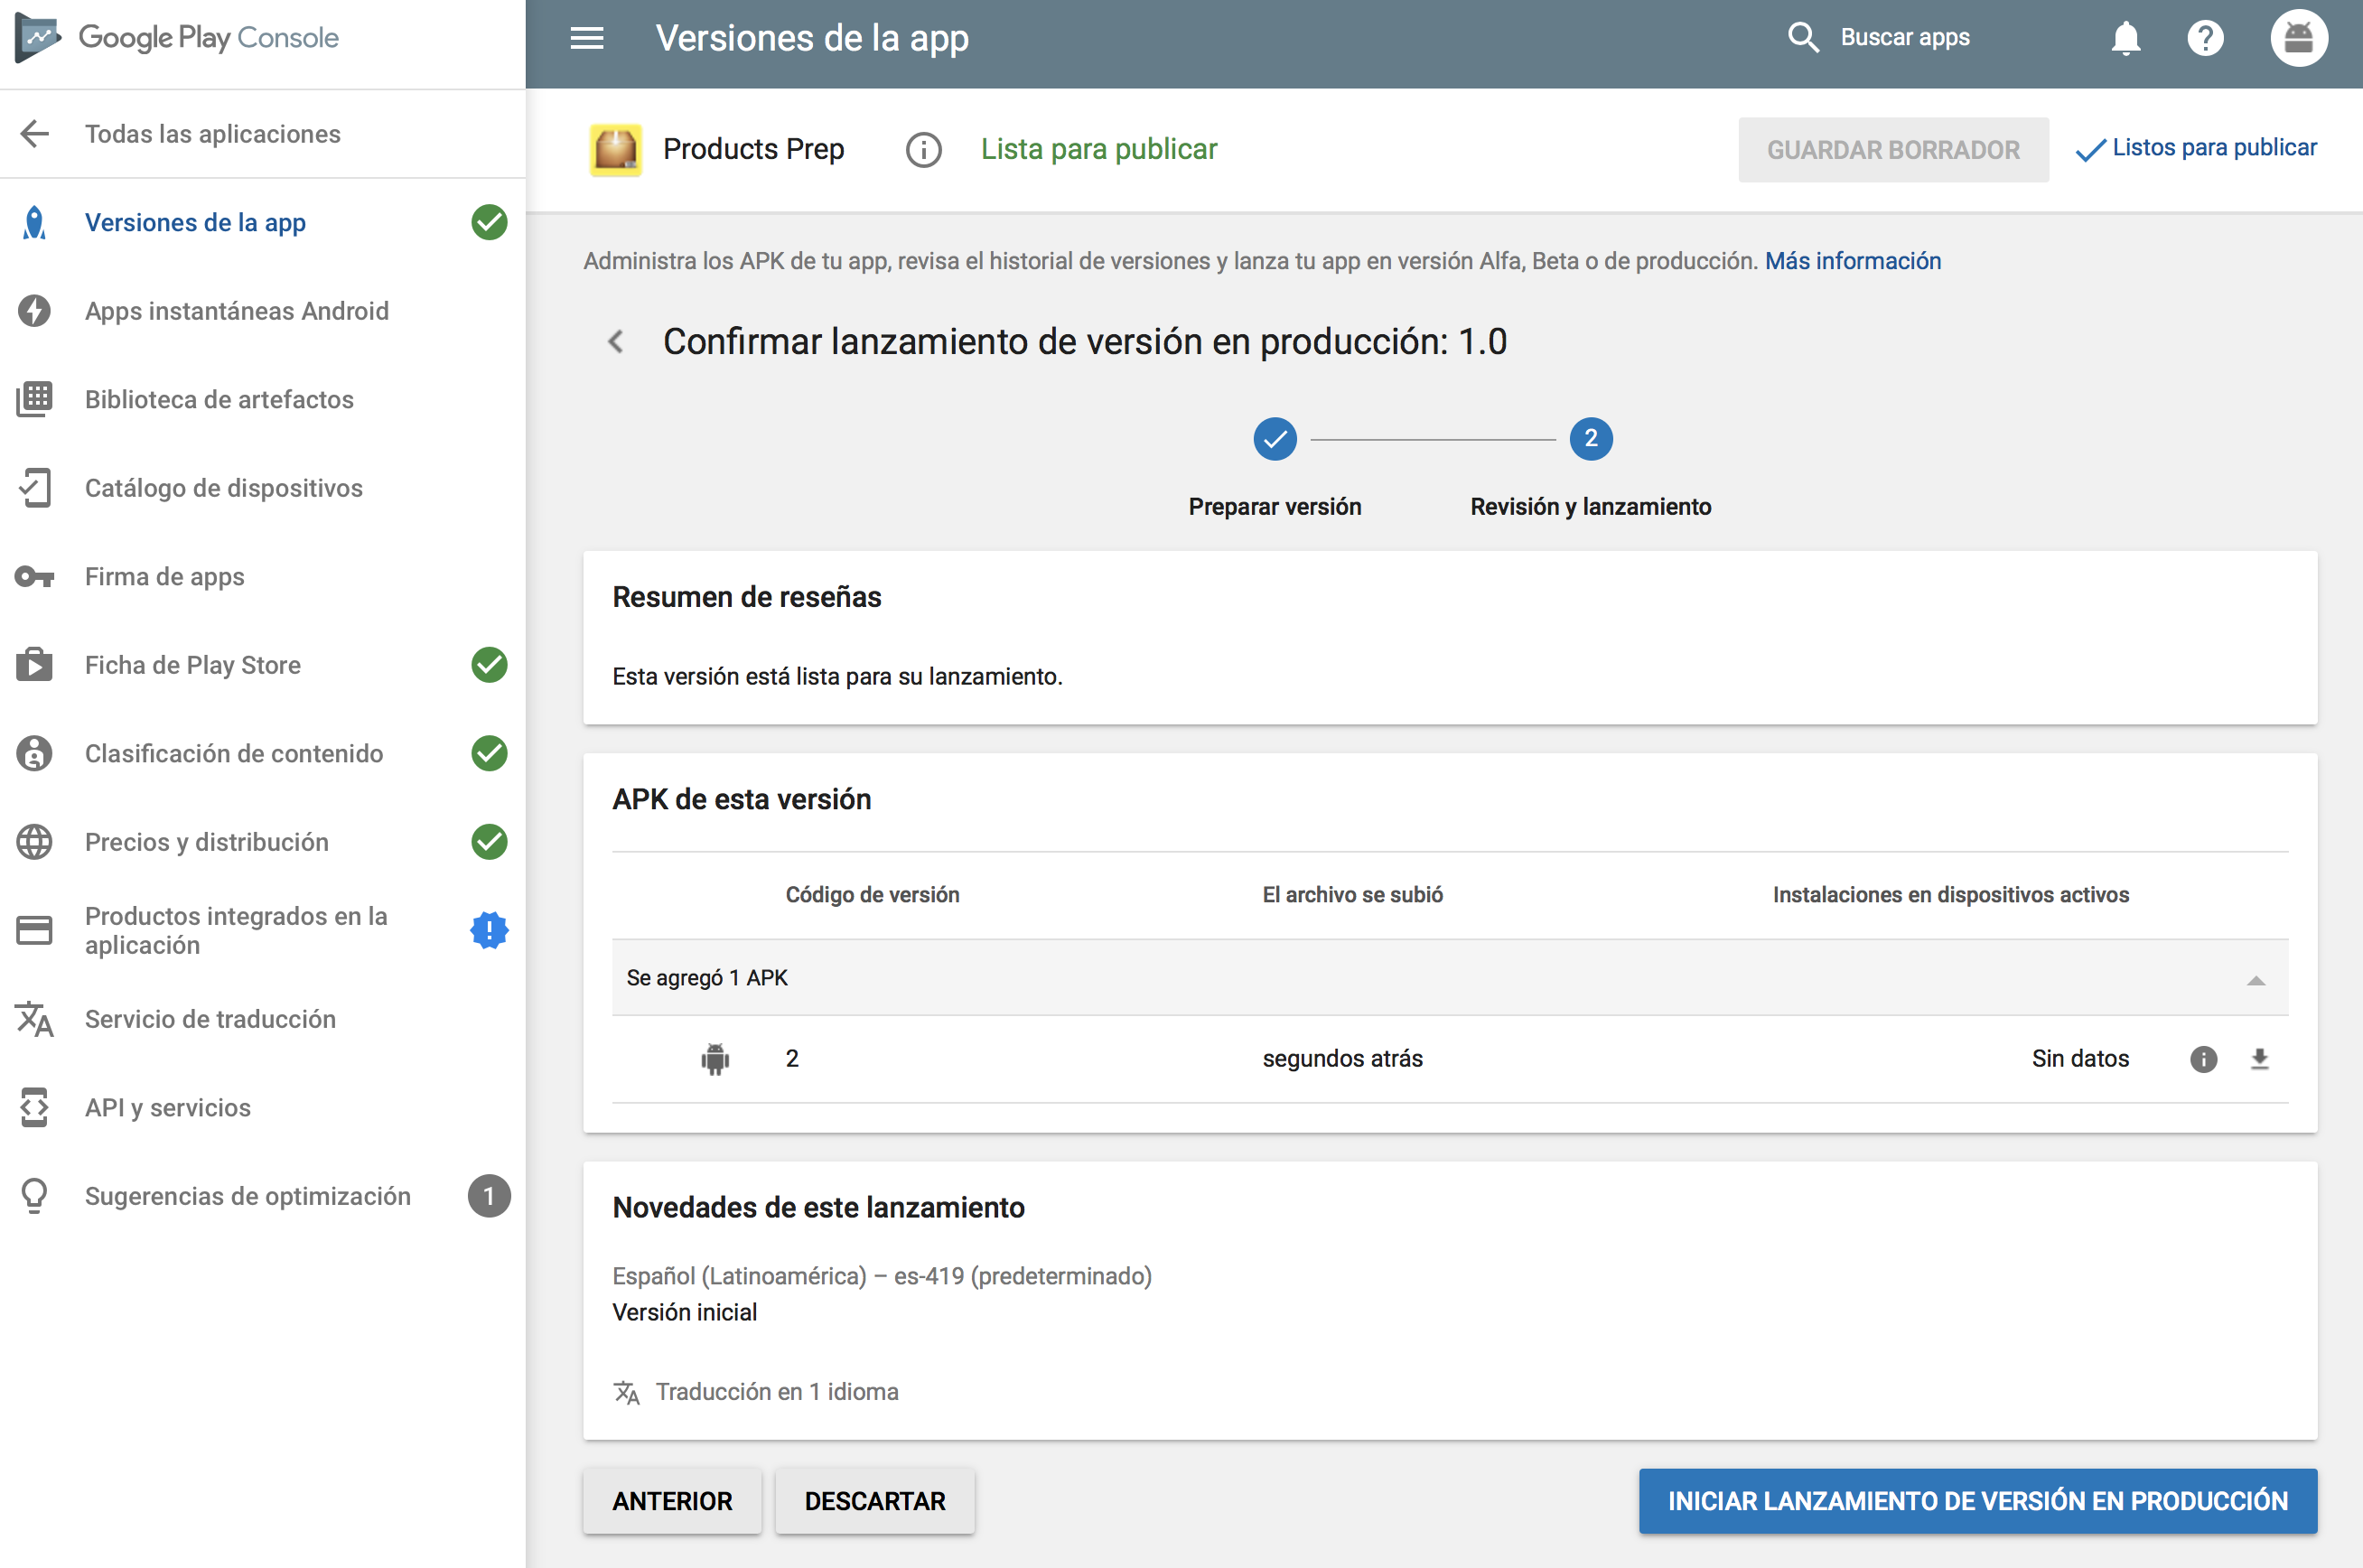 Google Play Console
Versiones de la app
Buscar apps
Todas las aplicaciones
Versiones de la app
Apps instantáneas Android
Biblioteca de artefactos
Catálogo de dispositivos
Firma de apps
Ficha de Play Store
Clasificación de contenido
Precios y distribución
Productos integrados en la
aplicación
Servicio de traducción
API y servicios
Sugerencias de optimización
1
Products Prep
Lista para publicar
GUARDAR BORRADOR
Listos para publicar
Administra los APK de tu app, revisa el historial de versiones y lanza tu app en versión Alfa, Beta o de producción. Más información
Confirmar lanzamiento de versión en producción: 1.0
2
Preparar versión
Revisión y lanzamiento
Resumen de reseñas
Esta versión está lista para su lanzamiento.
APK de esta versión
Código de versión
El archivo se subió
Instalaciones en dispositivos activos
Se agregó 1 APK
2
segundos atrás
Sin datos
Novedades de este lanzamiento
Español (Latinoamérica) – es-419 (predeterminado)
Versión inicial
Traducción en 1 idioma
ANTERIOR
DESCARTAR
INICIAR LANZAMIENTO DE VERSIÓN EN PRODUCCIÓN